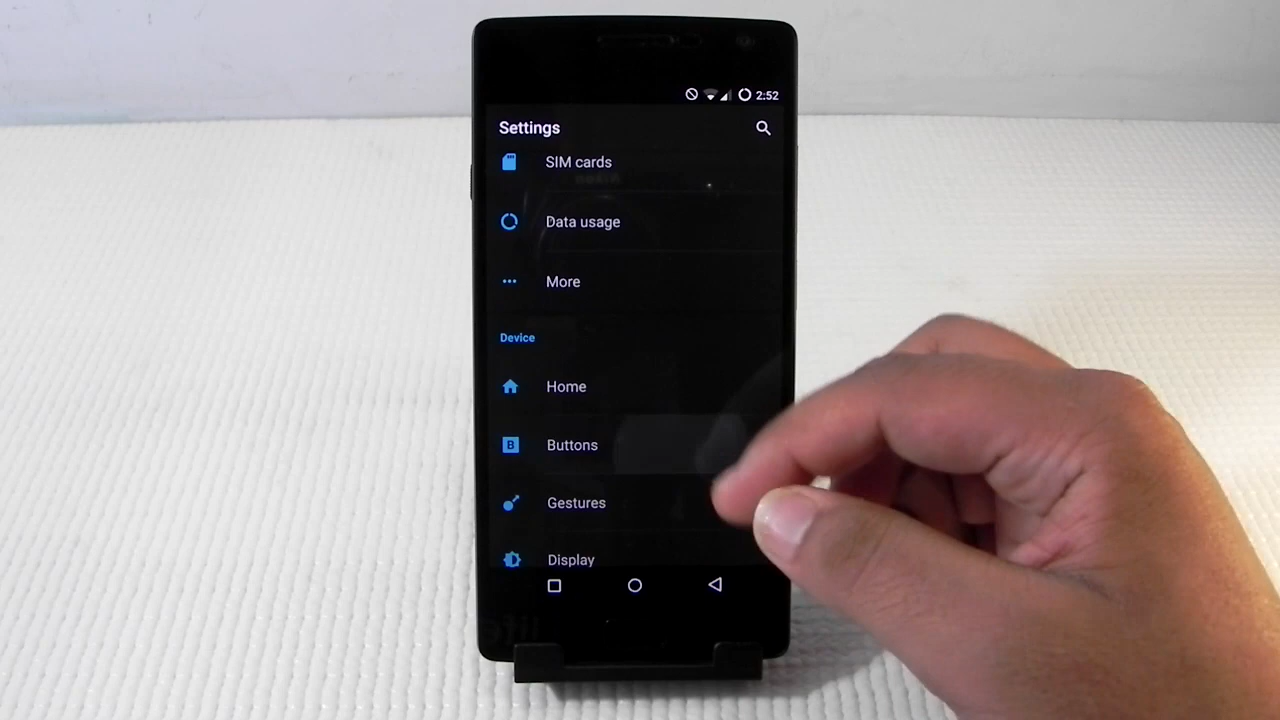 2:52
Settings
SIM cards
Data usage
More
Device
Home
B
Buttons
Gestures
Display